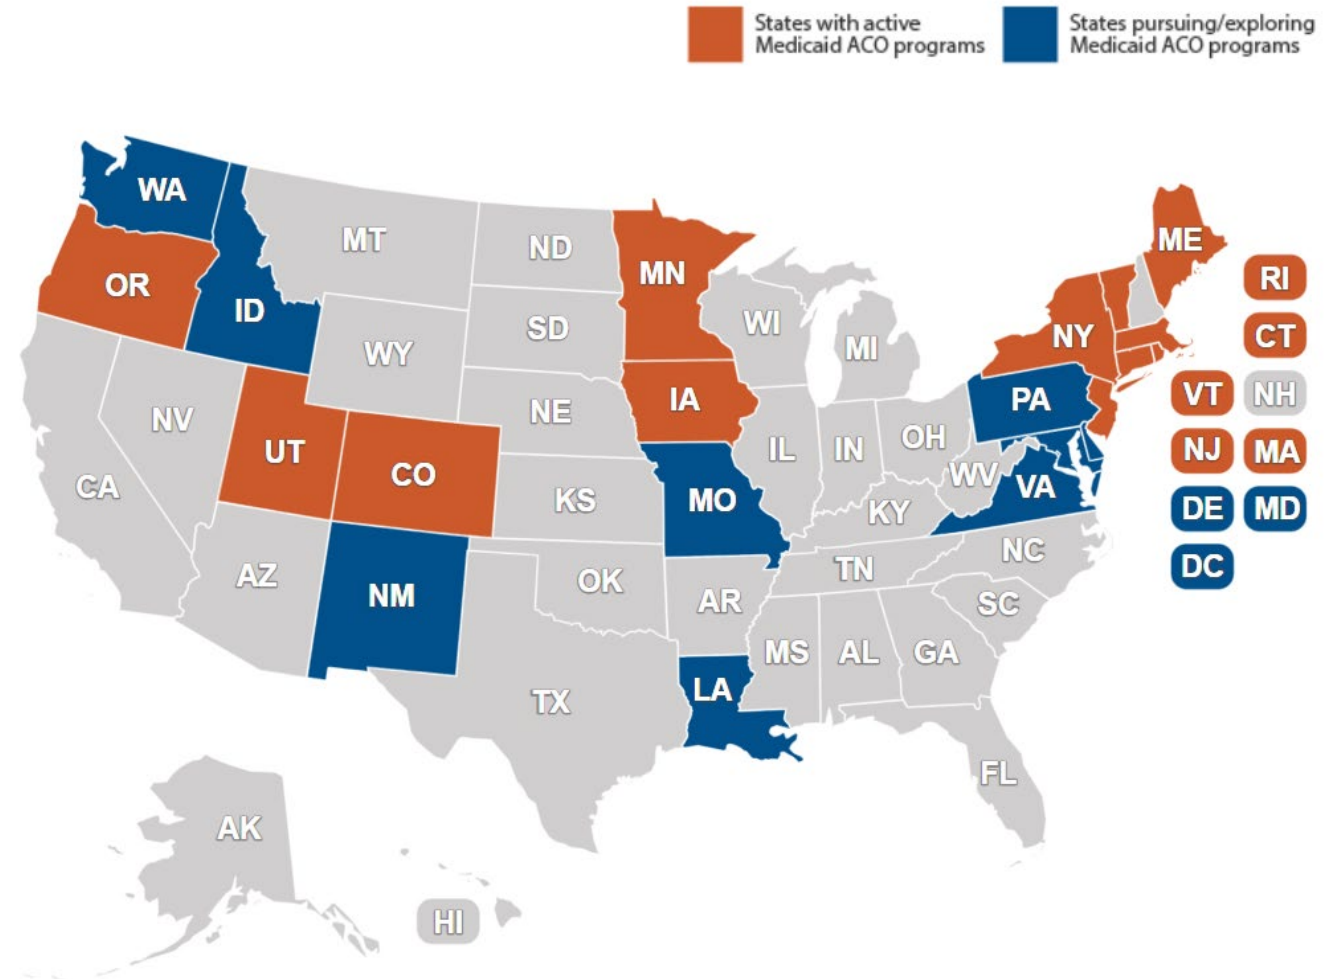 States with active
Medicaid ACO programs
States pursuing/exploring
Medicaid ACO programs
WA
MT
ND
MN
ME
OR
ID
SD
WI
MI
NY
RI
WY
CT
NV
NE
IA
PA
VT
NH
UT
CO
IL
IN
OH
NJ
MA
CA
KS
MO
WV
VA
DE
MD
KY
AZ
NM
OK
AR
TN
NC
DC
SC
MS
AL
GA
TX
LA
FL
AK
HI